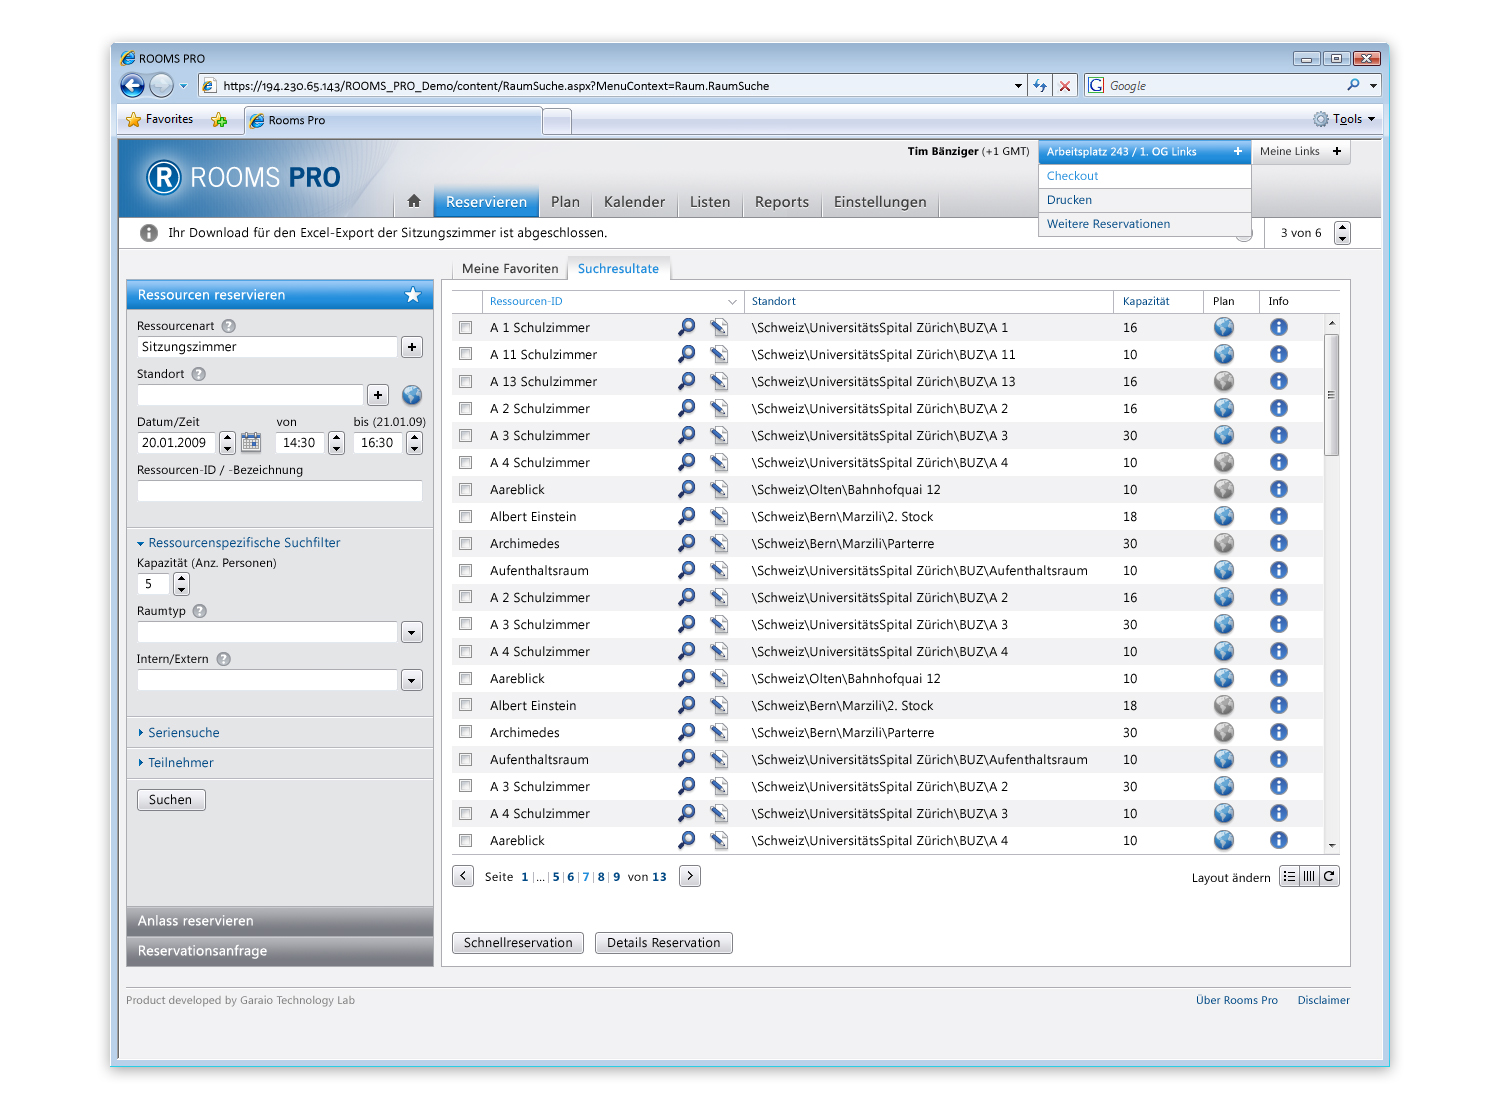 ROOMS PRO
https://194.230.65.143/ROOMS_PRO_Demo/content/RaumSuche.aspx?MenuContext=Raum.RaumSuche
Google
Favorites
Rooms Pro
Tools
ROOMS PRO
Tim Bänziger (+1 GMT)
Arbeitsplatz 243 / 1. OG Links +
Meine Links +
Checkout
Drucken
Weitere Reservationen
Reservieren Plan Kalender Listen Reports Einstellungen
Ihr Download für den Excel-Export der Sitzungszimmer ist abgeschlossen.
3 von 6
Ressourcen reservieren
Ressourcenart ?
Sitzungszimmer +
Standort ?
+
Datum/Zeit von bis (21.01.09)
20.01.2009 14:30 16:30
Ressourcen-ID / -Bezeichnung
Ressourcenspezifische Suchfilter
Kapazität (Anz. Personen)
5
Raumtyp ?
Intern/Extern ?
Seriensuche
Teilnehmer
Suchen
Anlass reservieren
Reservationsanfrage
Meine Favoriten Suchresultate
Ressourcen-ID Standort Kapazität Plan Info
A 1 Schulzimmer \Schweiz\UniversitätsSpital Zürich\BUZ\A 1 16
A 11 Schulzimmer \Schweiz\UniversitätsSpital Zürich\BUZ\A 11 10
A 13 Schulzimmer \Schweiz\UniversitätsSpital Zürich\BUZ\A 13 16
A 2 Schulzimmer \Schweiz\UniversitätsSpital Zürich\BUZ\A 2 16
A 3 Schulzimmer \Schweiz\UniversitätsSpital Zürich\BUZ\A 3 30
A 4 Schulzimmer \Schweiz\UniversitätsSpital Zürich\BUZ\A 4 10
Aareblick \Schweiz\Olten\Bahnhofquai 12 10
Albert Einstein \Schweiz\Bern\Marzili\2. Stock 18
Archimedes \Schweiz\Bern\Marzili\Parterre 30
Aufenthaltsraum \Schweiz\UniversitätsSpital Zürich\BUZ\Aufenthaltsraum 10
A 2 Schulzimmer \Schweiz\UniversitätsSpital Zürich\BUZ\A 2 16
A 3 Schulzimmer \Schweiz\UniversitätsSpital Zürich\BUZ\A 3 30
A 4 Schulzimmer \Schweiz\UniversitätsSpital Zürich\BUZ\A 4 10
Aareblick \Schweiz\Olten\Bahnhofquai 12 10
Albert Einstein \Schweiz\Bern\Marzili\2. Stock 18
Archimedes \Schweiz\Bern\Marzili\Parterre 30
Aufenthaltsraum \Schweiz\UniversitätsSpital Zürich\BUZ\Aufenthaltsraum 10
A 3 Schulzimmer \Schweiz\UniversitätsSpital Zürich\BUZ\A 2 30
A 4 Schulzimmer \Schweiz\UniversitätsSpital Zürich\BUZ\A 3 10
Aareblick \Schweiz\UniversitätsSpital Zürich\BUZ\A 4 10
Seite 1 |...| 5 | 6 | 7 | 8 | 9 von 13
Layout ändern
Schnellreservation Details Reservation
Product developed by Garaio Technology Lab
Über Rooms Pro Disclaimer